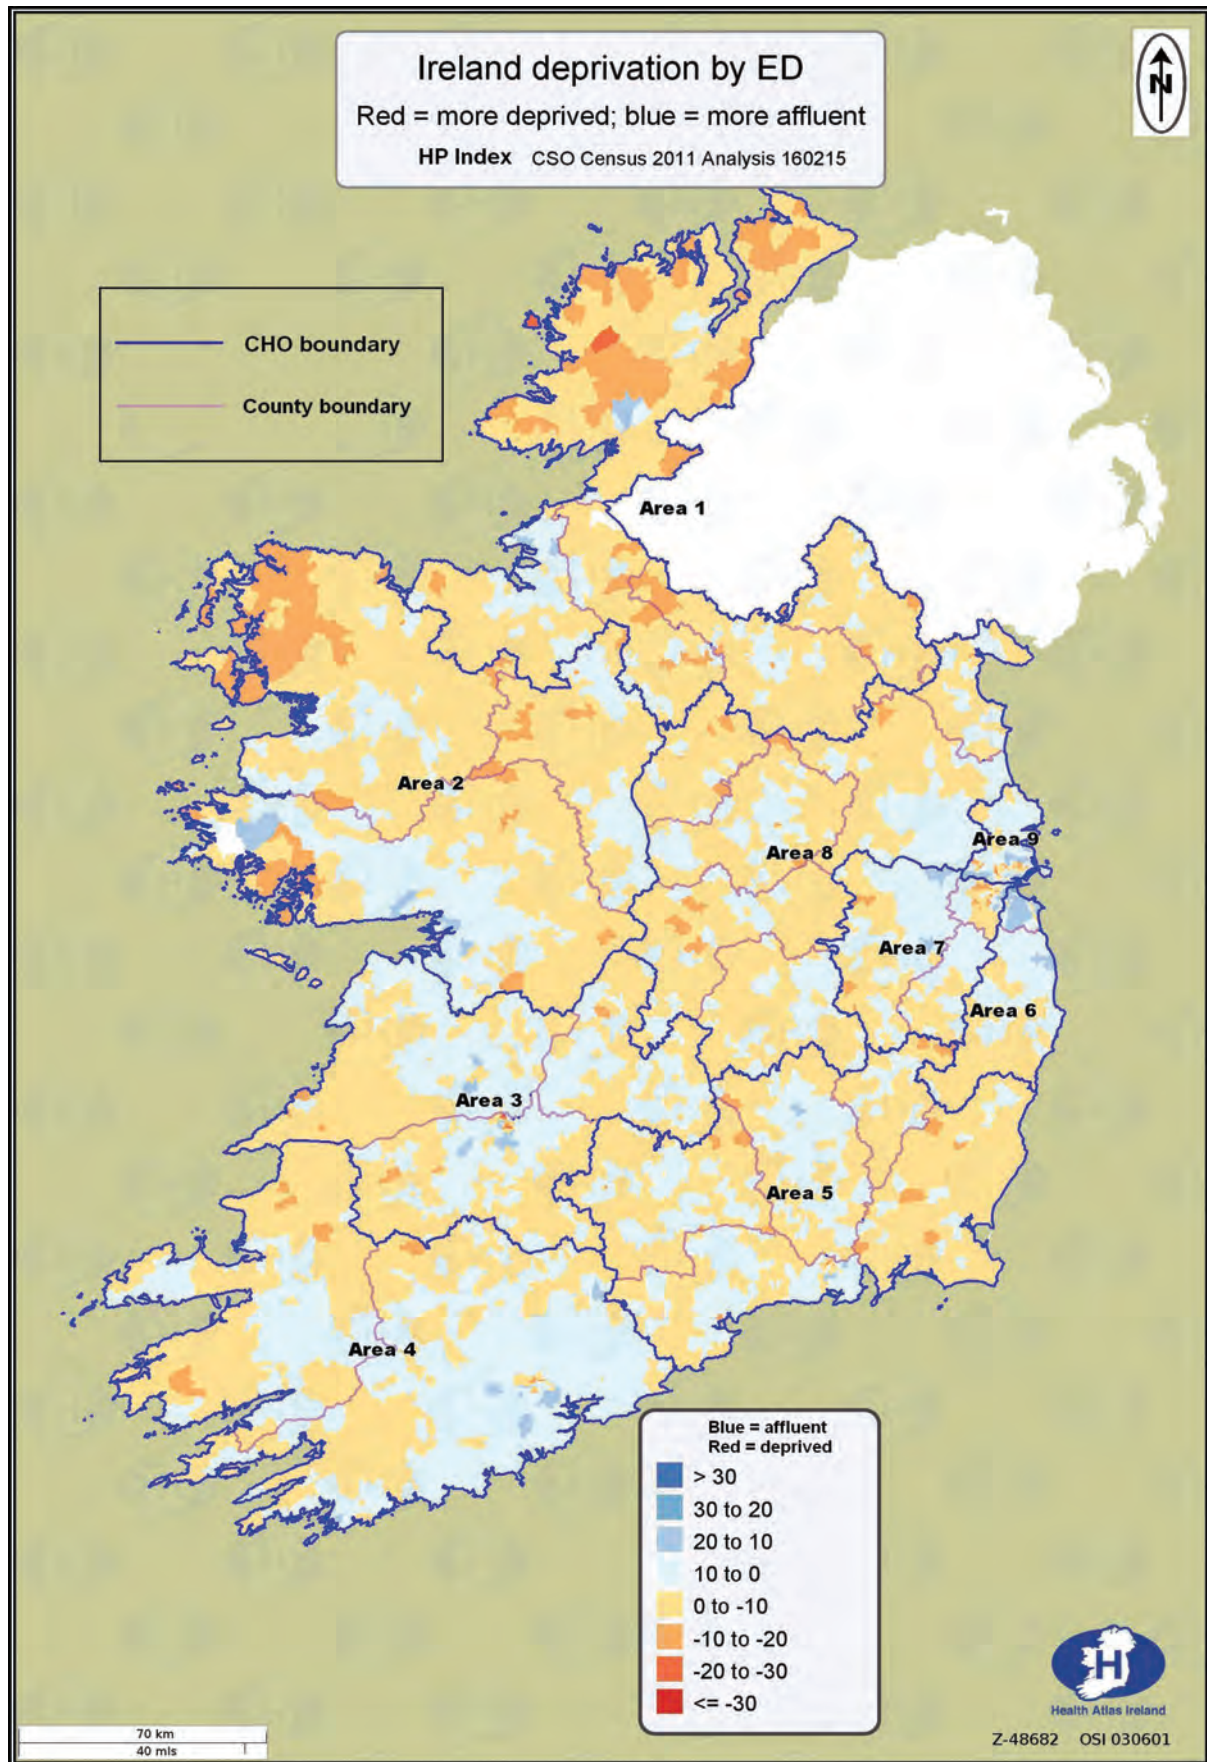 Ireland deprivation by ED
Red = more deprived; blue = more affluent
HP Index CSO Census 2011 Analysis 160215
N
CHO boundary
County boundary
Area 1
Area 2
Area 9
Area 8
Area 7
Area 6
Area 3
Area 5
Area 4
Blue = affluent
Red = deprived
> 30
30 to 20
20 to 10
10 to 0
0 to -10
-10 to -20
-20 to -30
<= -30
H
Health Atlas Ireland
70 km
40 mls
Z-48682 OSI 030601